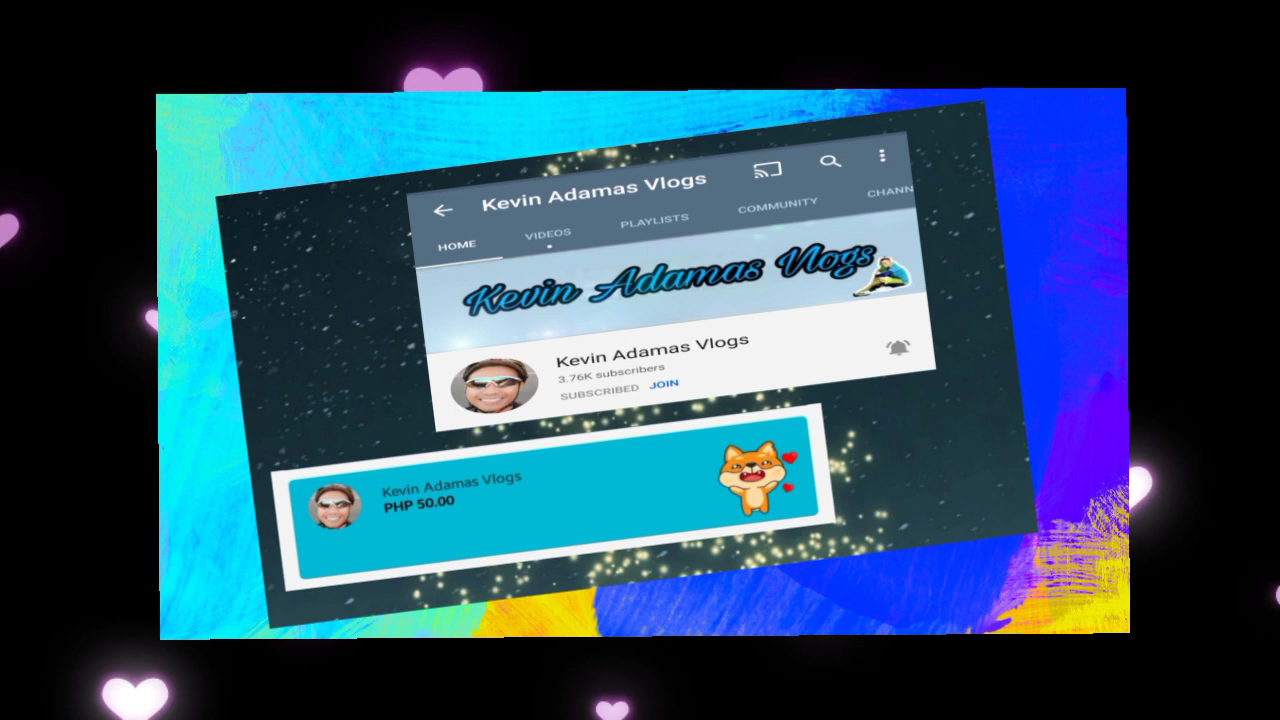 Kevin Adamas Vlogs
HOME VIDEOS PLAYLISTS COMMUNITY CHANN
Kevin Adamas Vlogs
Kevin Adamas Vlogs
3.76K subscribers
SUBSCRIBED JOIN
Kevin Adamas Vlogs
PHP 50.00